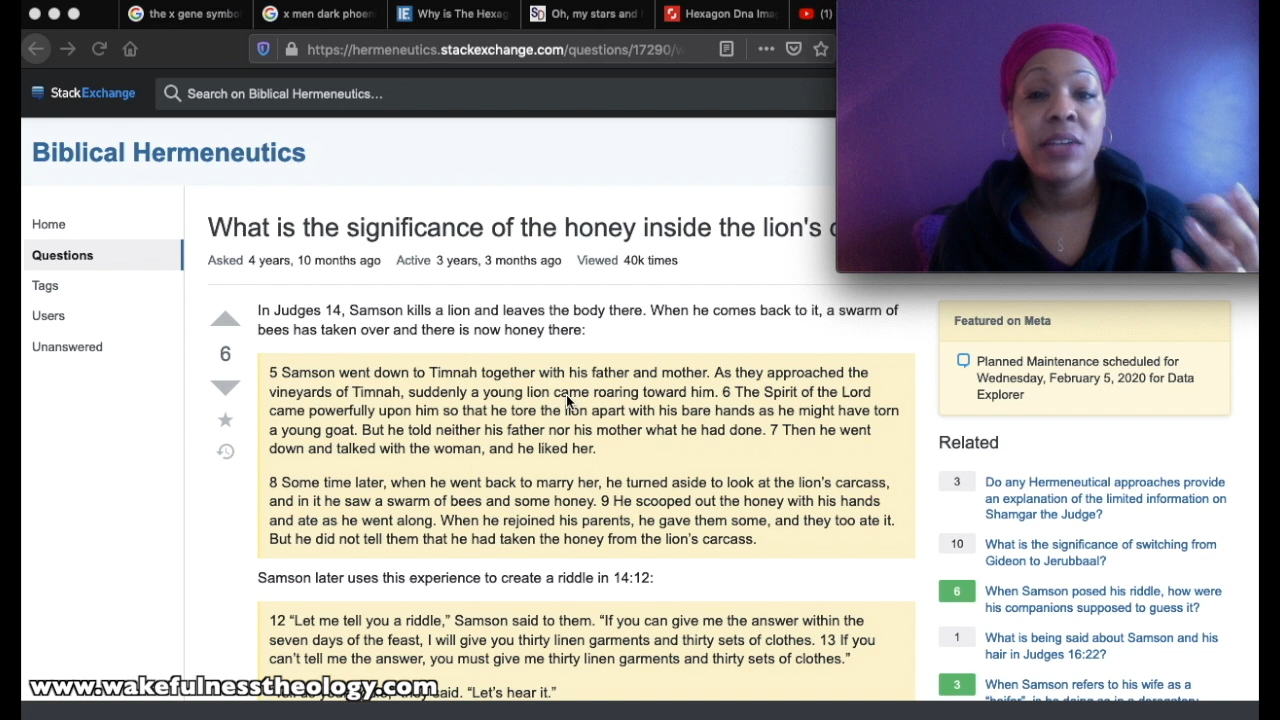 the x gene symbo
x men dark phoen
Why is The Hexag
Oh, my stars and
Hexagon Dna Ima
(1)
https://hermeneutics.stackexchange.com/questions/17290/
StackExchange
Search on Biblical Hermeneutics...
Biblical Hermeneutics
Home
Questions
Tags
Users
Unanswered
What is the significance of the honey inside the lion's
Asked 4 years, 10 months ago Active 3 years, 3 months ago Viewed 40k times
6
In Judges 14, Samson kills a lion and leaves the body there. When he comes back to it, a swarm of
bees has taken over and there is now honey there:
5 Samson went down to Timnah together with his father and mother. As they approached the
vineyards of Timnah, suddenly a young lion came roaring toward him. 6 The Spirit of the Lord
came powerfully upon him so that he tore the lion apart with his bare hands as he might have torn
a young goat. But he told neither his father nor his mother what he had done. 7 Then he went
down and talked with the woman, and he liked her.
8 Some time later, when he went back to marry her, he turned aside to look at the lion's carcass,
and in it he saw a swarm of bees and some honey. 9 He scooped out the honey with his hands
and ate as he went along. When he rejoined his parents, he gave them some, and they too ate it.
But he did not tell them that he had taken the honey from the lion's carcass.
Samson later uses this experience to create a riddle in 14:12:
12 “Let me tell you a riddle,” Samson said to them. “If you can give me the answer within the
seven days of the feast, I will give you thirty linen garments and thirty sets of clothes. 13 If you
can't tell me the answer, you must give me thirty linen garments and thirty sets of clothes.”
said. “Let's hear it.”
www.wakefulnesstheology.com
Featured on Meta
Planned Maintenance scheduled for
Wednesday, February 5, 2020 for Data
Explorer
Related
3
Do any Hermeneutical approaches provide
an explanation of the limited information on
Shamgar the Judge?
10
What is the significance of switching from
Gideon to Jerubbaal?
6
When Samson posed his riddle, how were
his companions supposed to guess it?
1
What is being said about Samson and his
hair in Judges 16:22?
3
When Samson refers to his wife as a